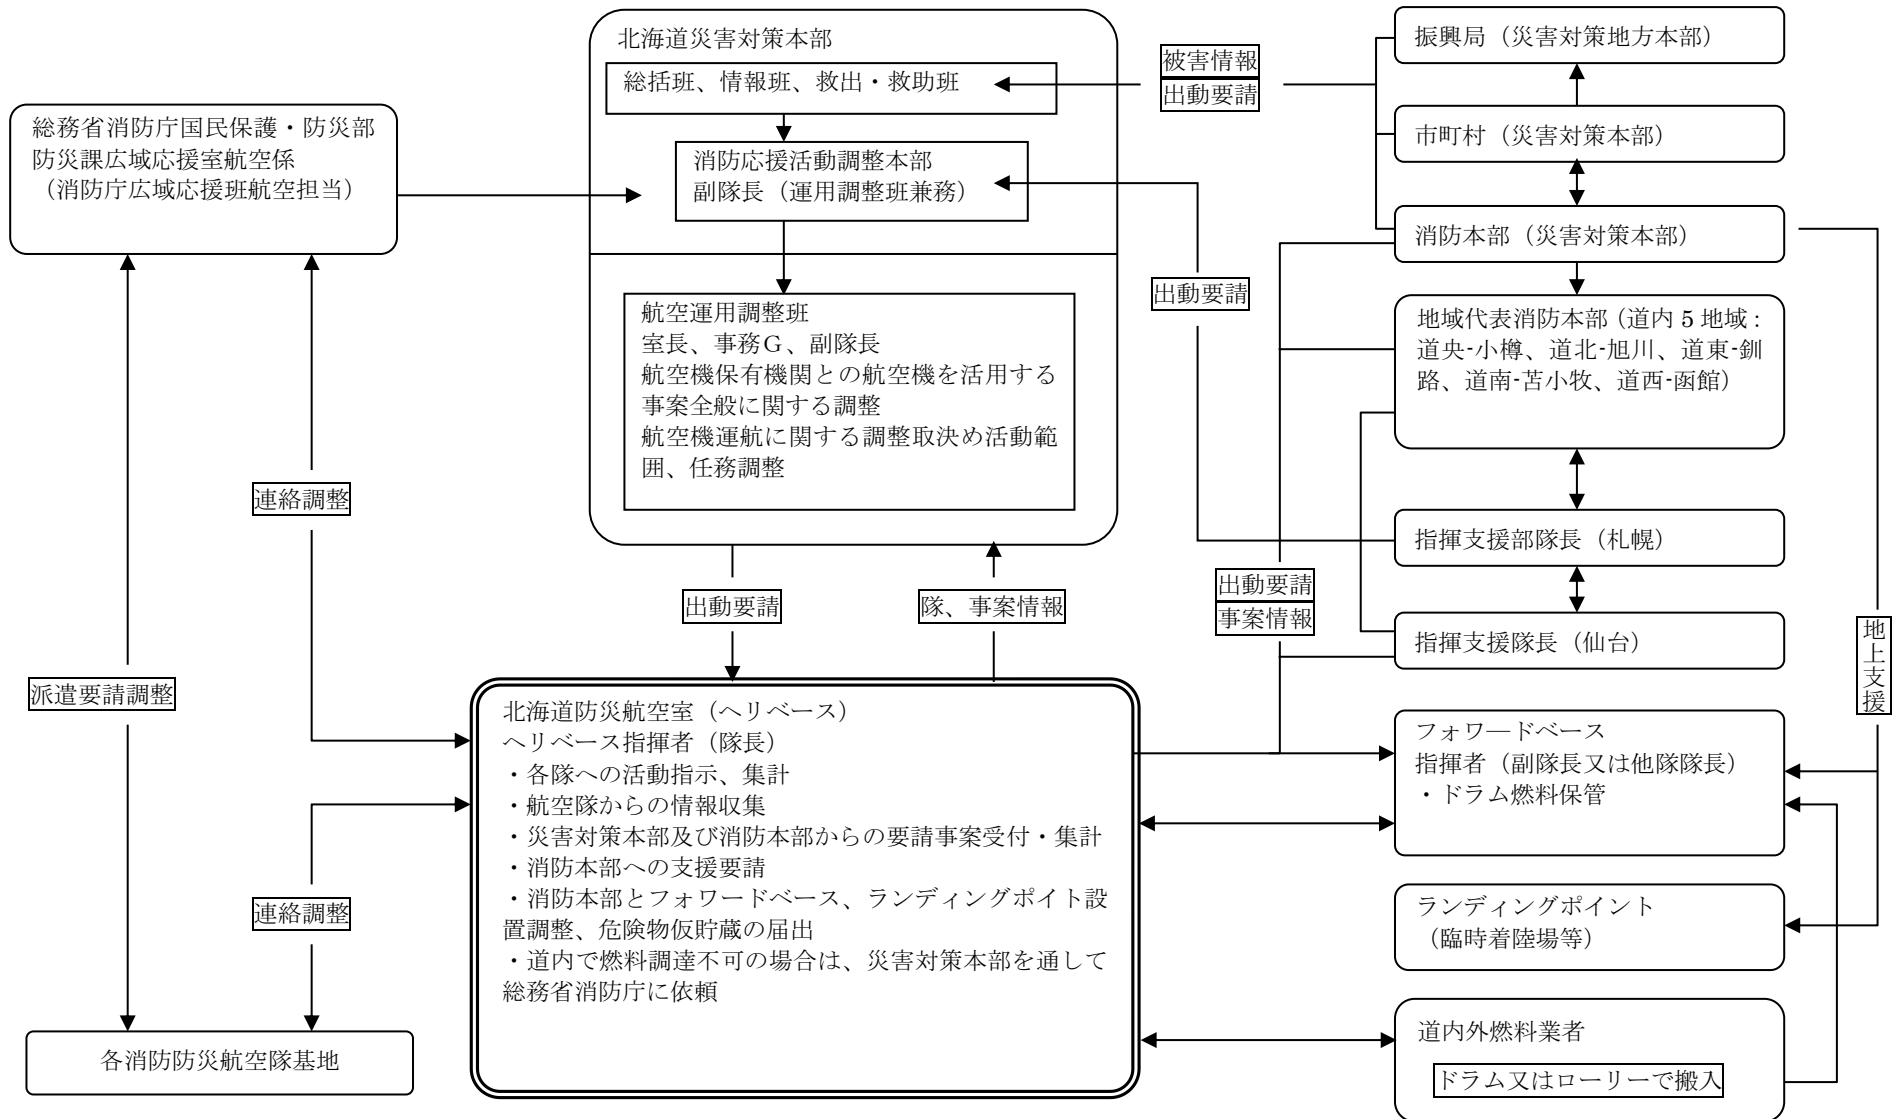 北海道災害対策本部
総括班、情報班、救出・救助班
消防応援活動調整本部
副隊長（運用調整班兼務）
航空運用調整班
室長、事務Ｇ、副隊長
航空機保有機関との航空機を活用する
事案全般に関する調整
航空機運航に関する調整取決め活動範
囲、任務調整
総務省消防庁国民保護・防災部
防災課広域応援室航空係
（消防庁広域応援班航空担当）
被害情報
出動要請
振興局（災害対策地方本部）
市町村（災害対策本部）
消防本部（災害対策本部）
出動要請
地域代表消防本部（道内 5 地域：
道央-小樽、道北-旭川、道東-釧
路、道南-苫小牧、道西-函館）
指揮支援部隊長（札幌）
指揮支援隊長（仙台）
連絡調整
出動要請
隊、事案情報
出動要請
事案情報
地上支援
派遣要請調整
北海道防災航空室（ヘリベース）
ヘリベース指揮者（隊長）
・各隊への活動指示、集計
・航空隊からの情報収集
・災害対策本部及び消防本部からの要請事案受付・集計
・消防本部への支援要請
・消防本部とフォワードベース、ランディングポイト設
置調整、危険物仮貯蔵の届出
・道内で燃料調達不可の場合は、災害対策本部を通して
総務省消防庁に依頼
フォワ―ドベース
指揮者（副隊長又は他隊隊長）
・ドラム燃料保管
連絡調整
ランディングポイント
（臨時着陸場等）
各消防防災航空隊基地
道内外燃料業者
ドラム又はローリーで搬入